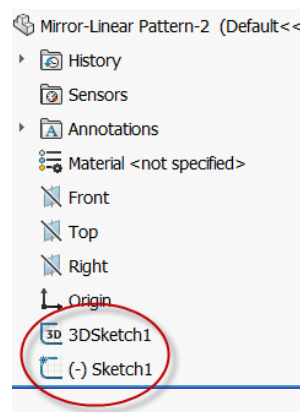 Mirror-Linear Pattern-2 (Default<<
History
Sensors
A Annotations
Material <not specified>
Front
Top
Right
Origin
3D 3DSketch1
(-) Sketch1